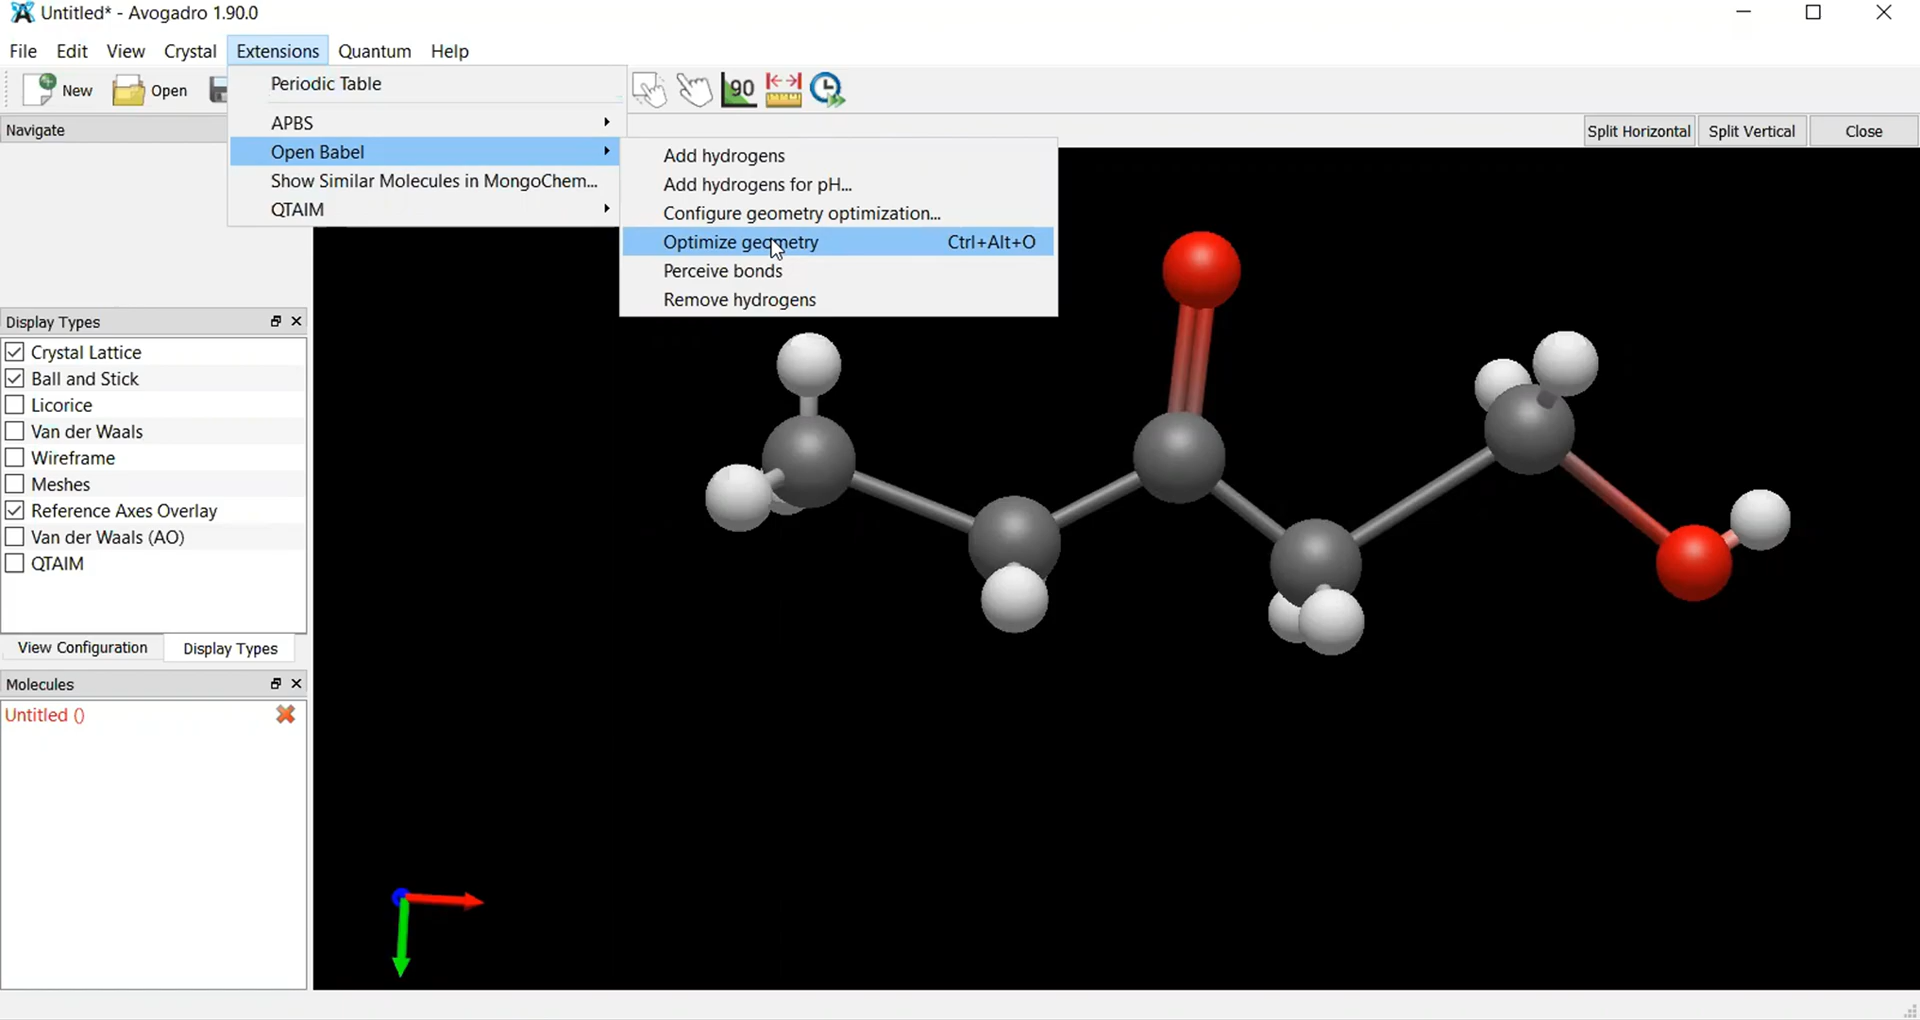 Untitled* - Avogadro 1.90.0
File Edit View Crystal Extensions Quantum Help
New Open 90
Periodic Table
APBS
Open Babel
Show Similar Molecules in MongoChem...
QTAIM
Add hydrogens
Add hydrogens for pH...
Configure geometry optimization...
Optimize geometry Ctrl+Alt+O
Perceive bonds
Remove hydrogens
Navigate
Split Horizontal Split Vertical Close
Display Types
Crystal Lattice
Ball and Stick
Licorice
Van der Waals
Wireframe
Meshes
Reference Axes Overlay
Van der Waals (AO)
QTAIM
View Configuration Display Types
Molecules
Untitled ()